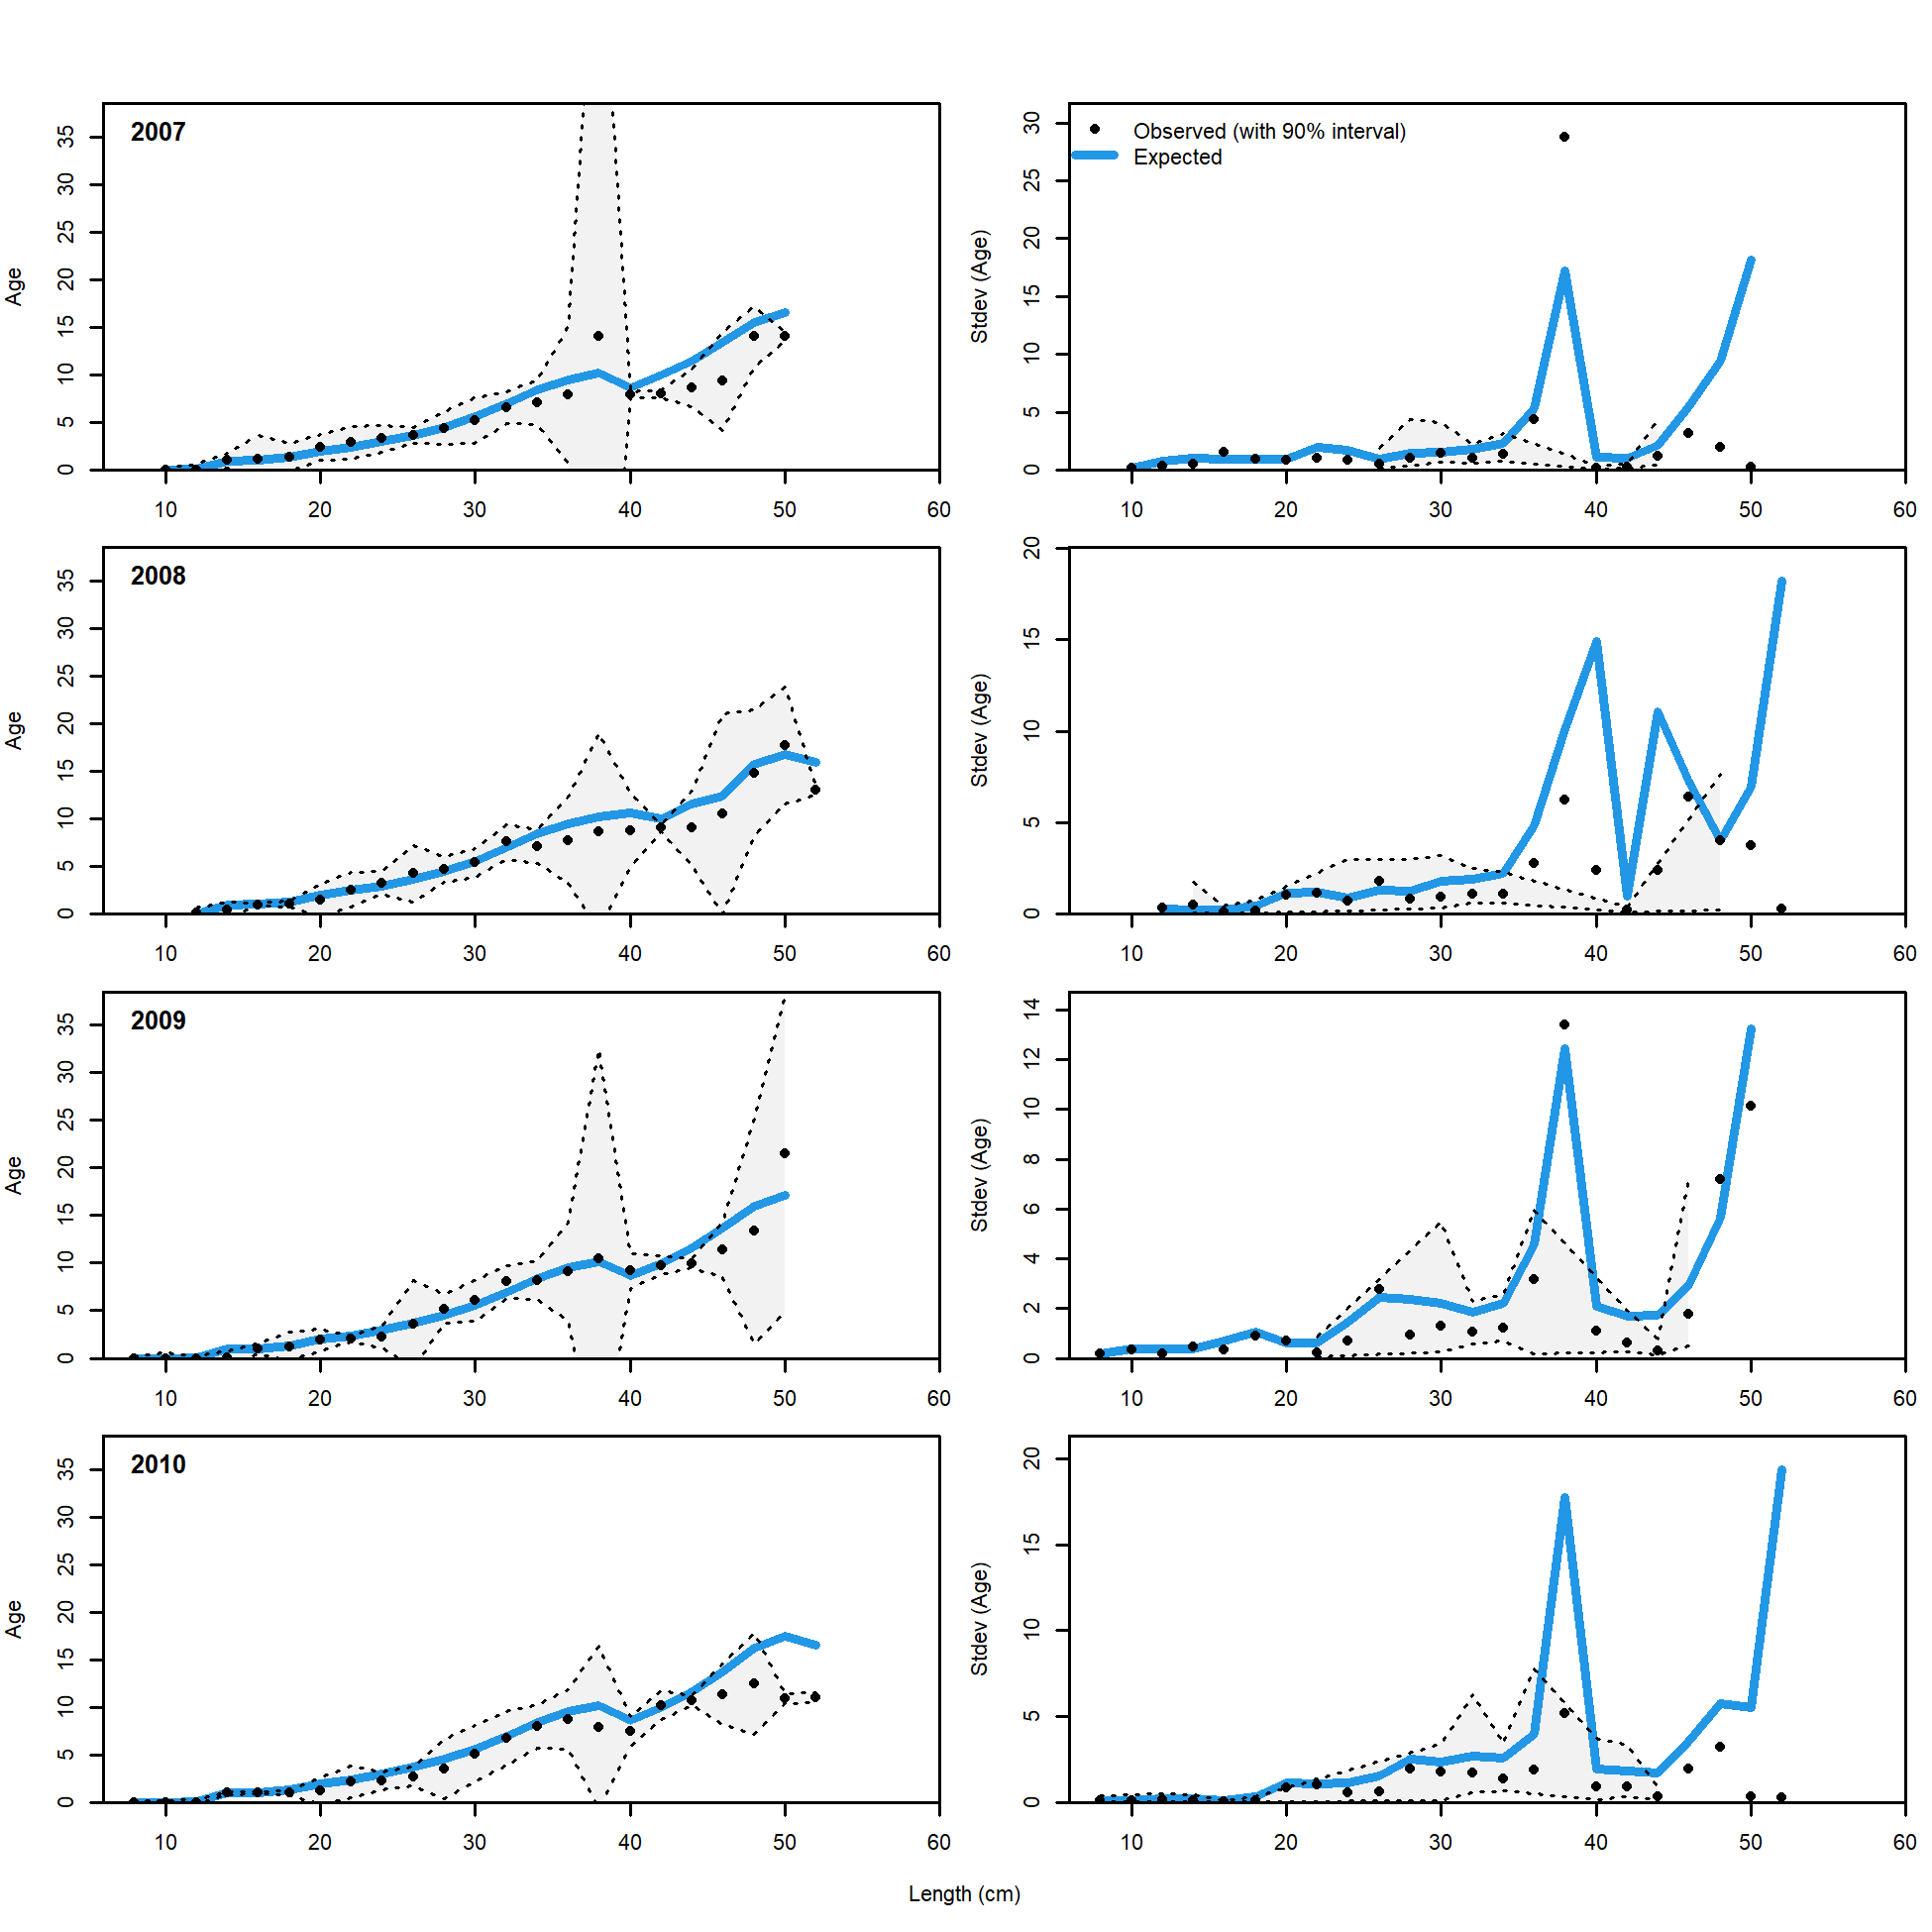 2007
Age
0 5 10 15 20 25 30 35
10 20 30 40 50 60
Observed (with 90% interval)
Expected
Stdev (Age)
0 5 10 15 20 25 30
10 20 30 40 50 60
2008
Age
0 5 10 15 20 25 30 35
10 20 30 40 50 60
Stdev (Age)
0 5 10 15 20
10 20 30 40 50 60
2009
Age
0 5 10 15 20 25 30 35
10 20 30 40 50 60
Stdev (Age)
0 2 4 6 8 10 12 14
10 20 30 40 50 60
2010
Age
0 5 10 15 20 25 30 35
10 20 30 40 50 60
Stdev (Age)
0 5 10 15 20
10 20 30 40 50 60
Length (cm)